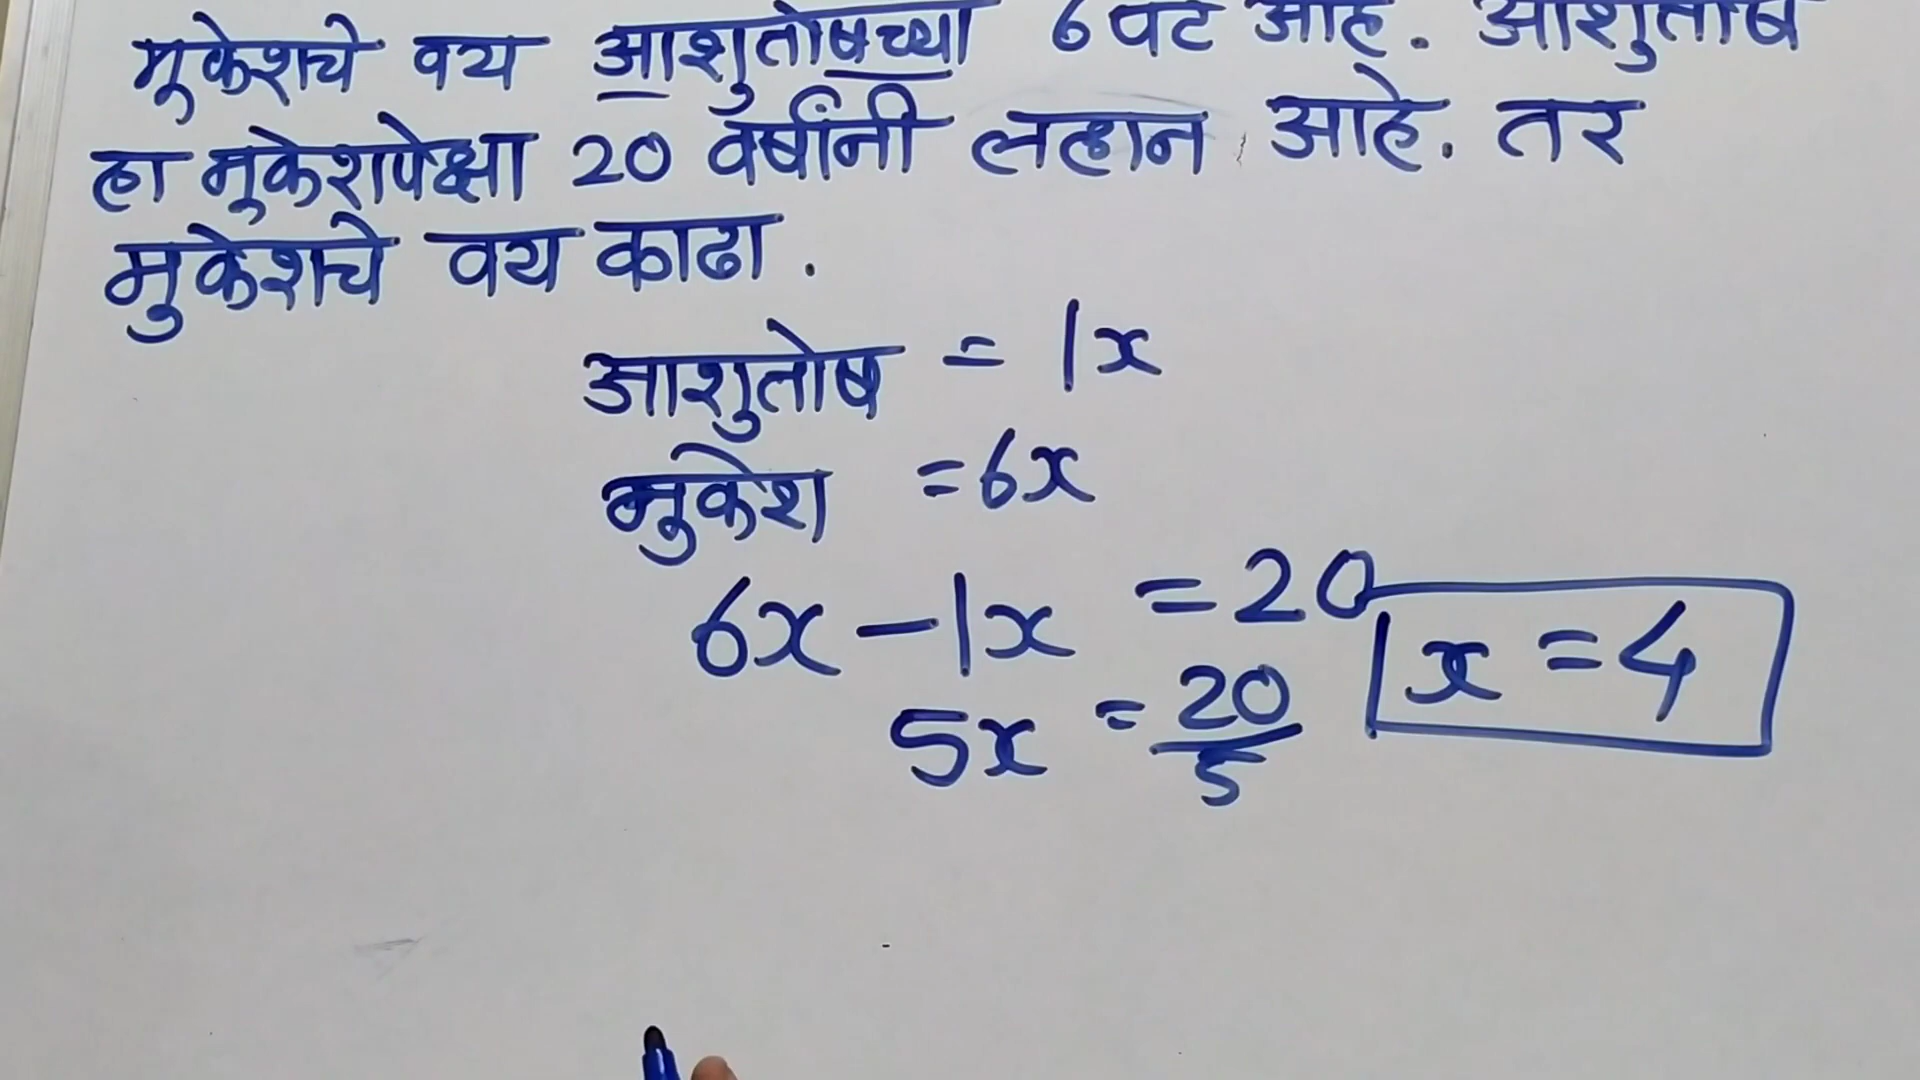 मुकेशचे वय आशुतोषच्या 6 पट आहे. आशुतोष
हा मुकेशपेक्षा 20 वर्षांनी लहान आहे. तर
मुकेशचे वय काढा.
आशुतोष = 1x
मुकेश = 6x
6x - 1x = 20
5x = 20/5
x = 4